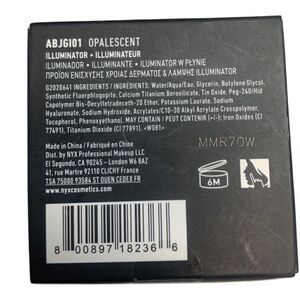 ABJGI01 OPALESCENT
ILLUMINATOR • ILLUMINATEUR
ILUMINADOR • ILLUMINANTE • ILUMINATOR W PŁYNIE
ΠΡΟΪΟΝ ΕΝΙΣΧΥΣΗΣ ΧΡΟΙΑΣ ΔΕΡΜΑΤΟΣ & ΛΑΜΨΗΣ ILLUMINATOR
G2020641 INGREDIENTS / INGRÉDIENTS: Water/Aqua/Eau, Glycerin, Butylene Glycol,
Synthetic Fluorphlogopite, Calcium Titanium Borosilicate, Tin Oxide, Peg-240/Hdi
Copolymer Bis-Decyltetradeceth-20 Ether, Potassium Laurate, Sodium
Hyaluronate, Sodium Hydroxide, Acrylates/C10-30 Alkyl Acrylate Crosspolymer,
Tocopherol, Phenoxyethanol. MAY CONTAIN / PEUT CONTENIR (+/-): Iron Oxides (CI
77491), Titanium Dioxide (CI77891). <W081>
Made in China / Fabriqué en Chine
Dist. by NYX Professional Makeup LLC
El Segundo, CA 90245 • London W6 8AZ
41, rue Martre 92110 CLICHY France
TSA 75000 93584 ST OUEN CEDEX FR
www.nyxcosmetics.com
MMR70W
6M
8 00897 18236 6